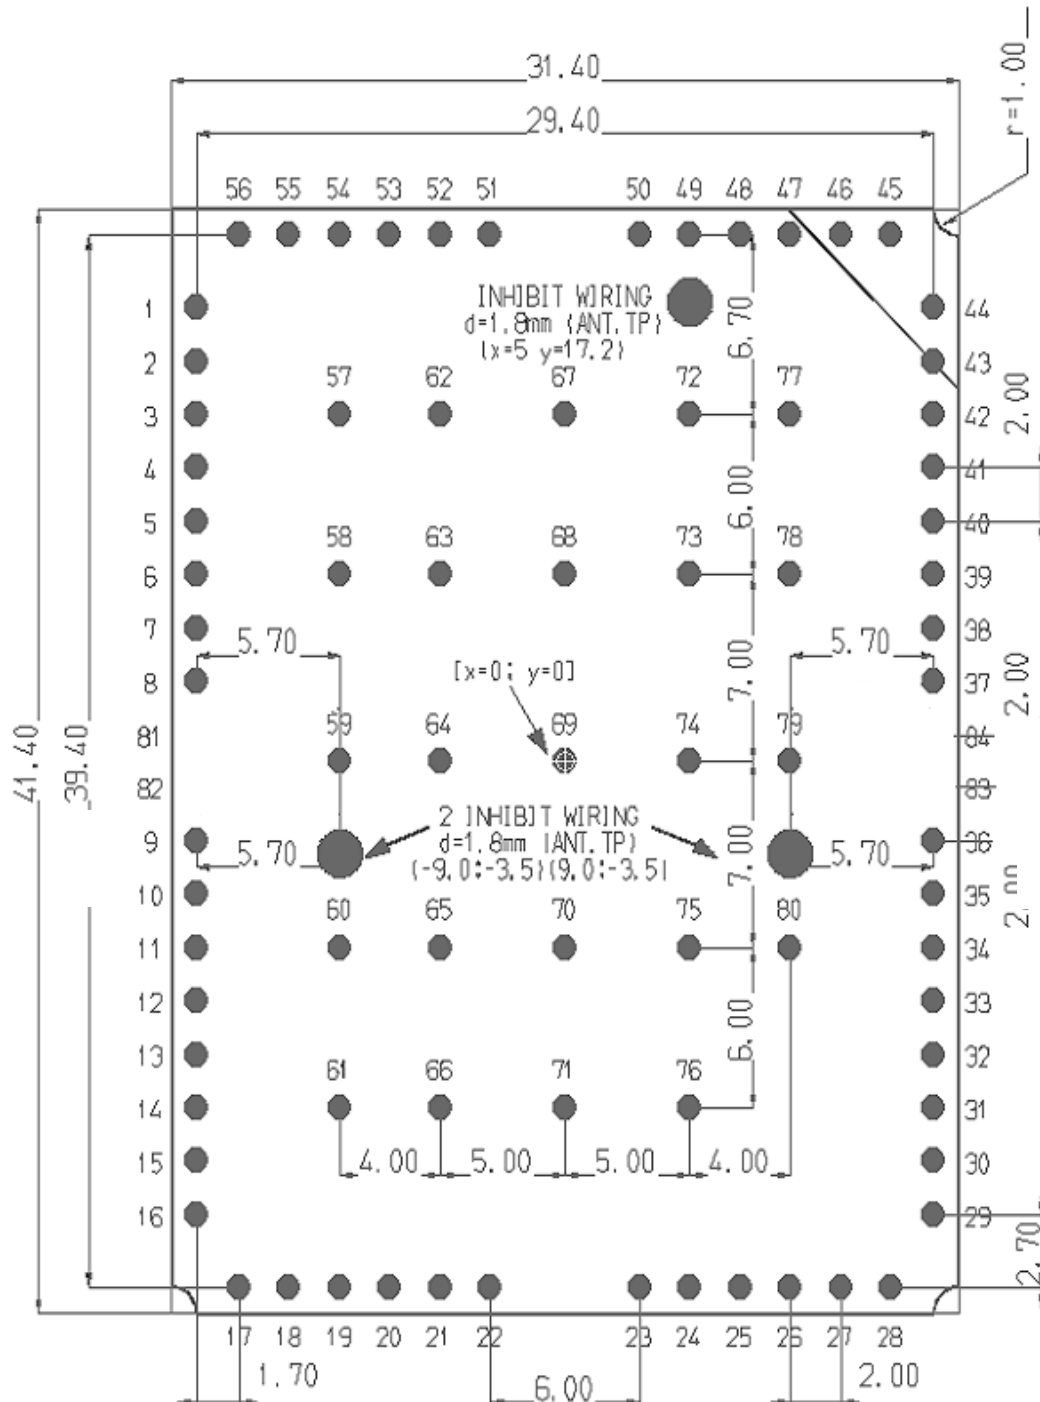 31.40
r=1.00
29.40
56 55 54 53 52 51 50 49 48 47 46 45
INHIBIT WIRING
d=1.8mm (ANT.TP)
(x=5 y=17.2)
6.70
1 44
2 43
57 62 67 72 77
3 42
2.00
4 41
6.00
5 40
58 63 68 73 78
6 39
7 38
5.70 5.70
7.00
[x=0; y=0]
8 37
2.00
59 64 69 74 79
81 84
41.40
39.40
82 83
2 INHIBIT WIRING
d=1.8mm (ANT.TP)
(-9.0:-3.5)(9.0:-3.5)
9 36
5.70 5.70
7.00
10 35
2.00
60 65 70 75 80
11 34
12 33
6.00
13 32
61 66 71 76
14 31
4.00 5.00 5.00 4.00
15 30
16 29
2.70
17 18 19 20 21 22 23 24 25 26 27 28
1.70 6.00 2.00